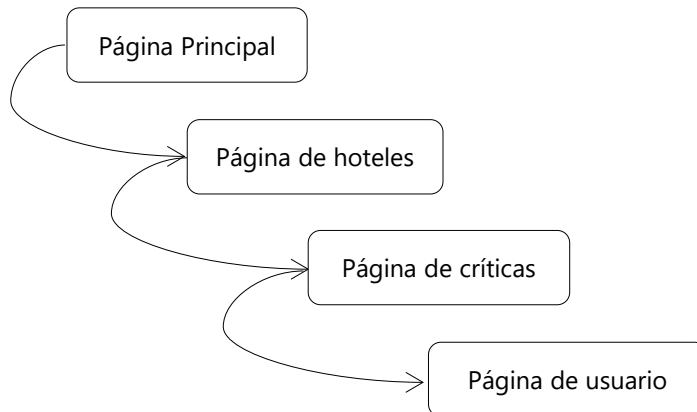 Página Principal
Página de hoteles
Página de críticas
Página de usuario